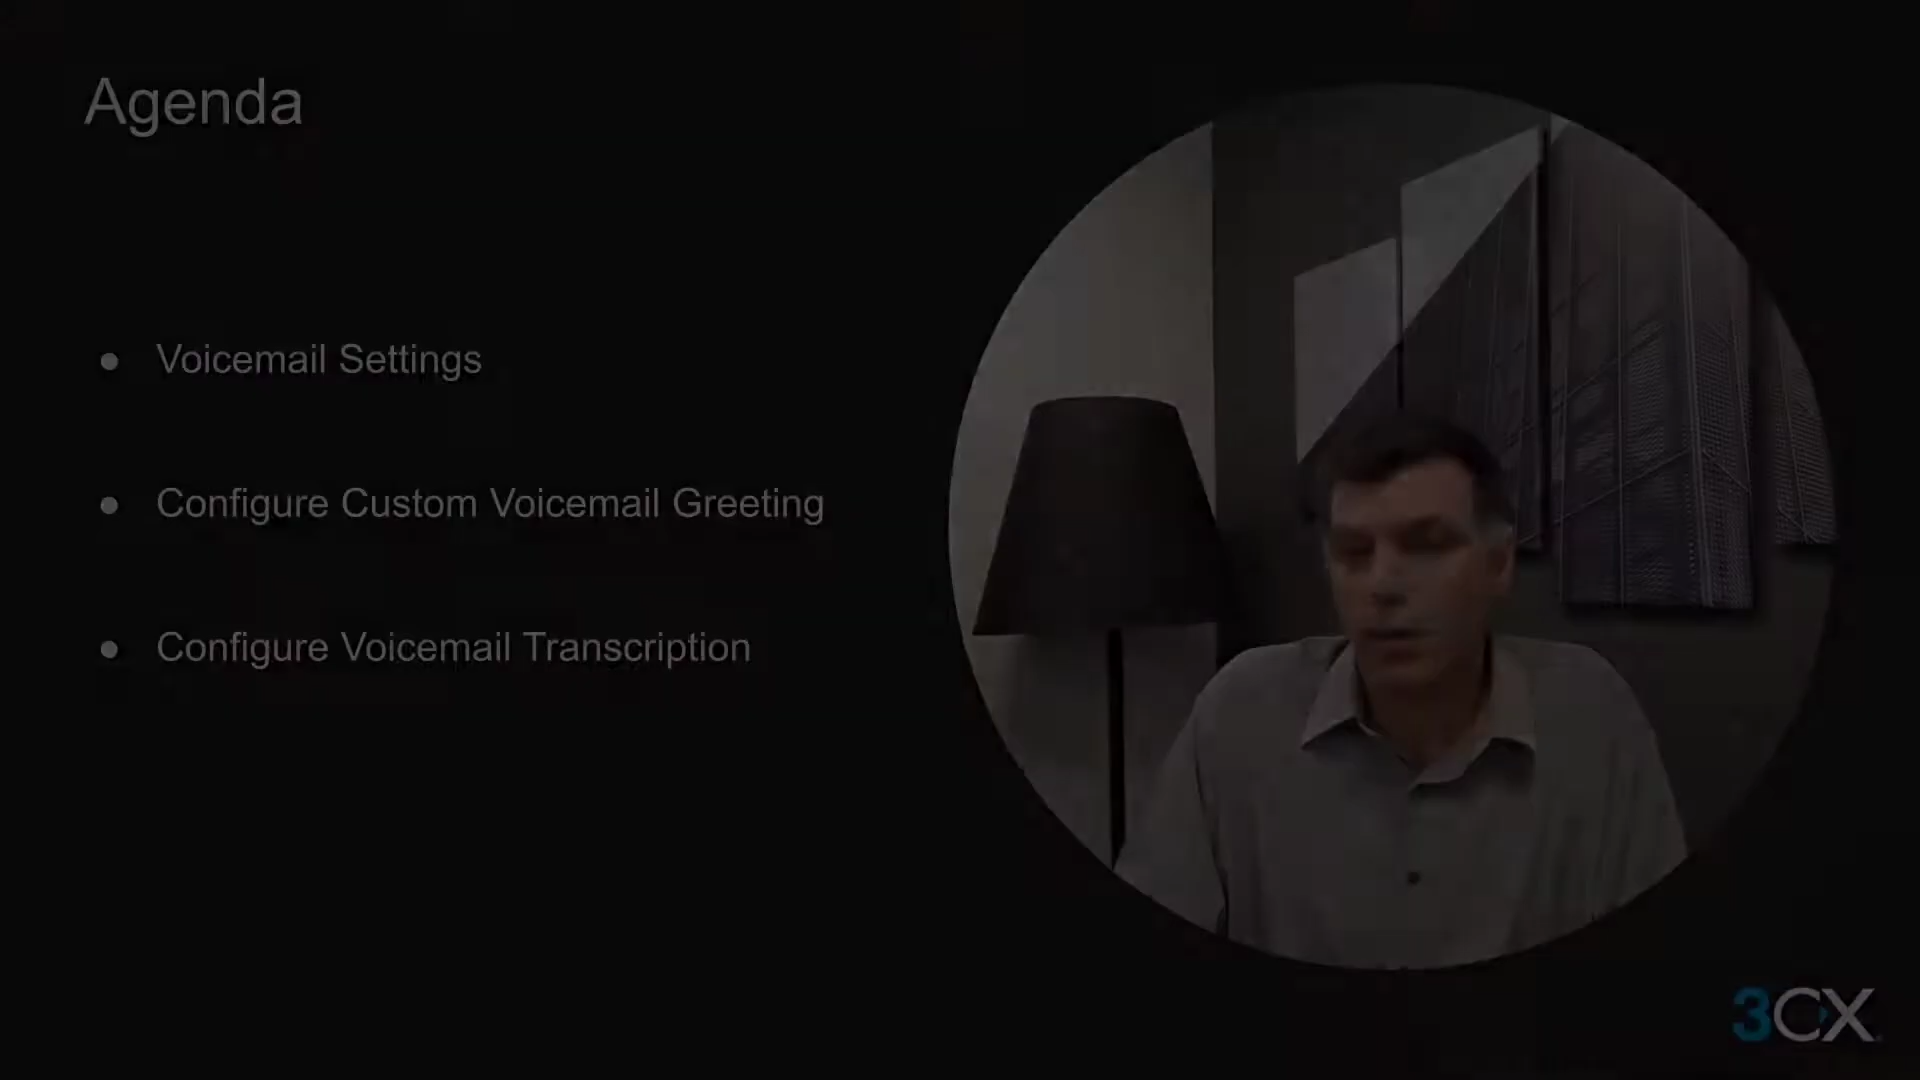 Agenda
● Voicemail Settings
● Configure Custom Voicemail Greeting
● Configure Voicemail Transcription
3CX